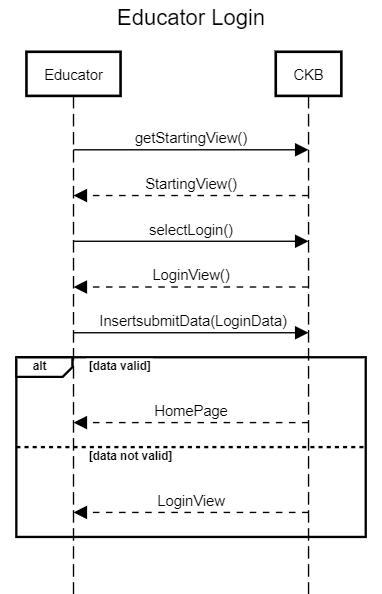 Educator Login
Educator
CKB
getStartingView()
StartingView()
selectLogin()
LoginView()
InsertsubmitData(LoginData)
alt
[data valid]
HomePage
[data not valid]
LoginView